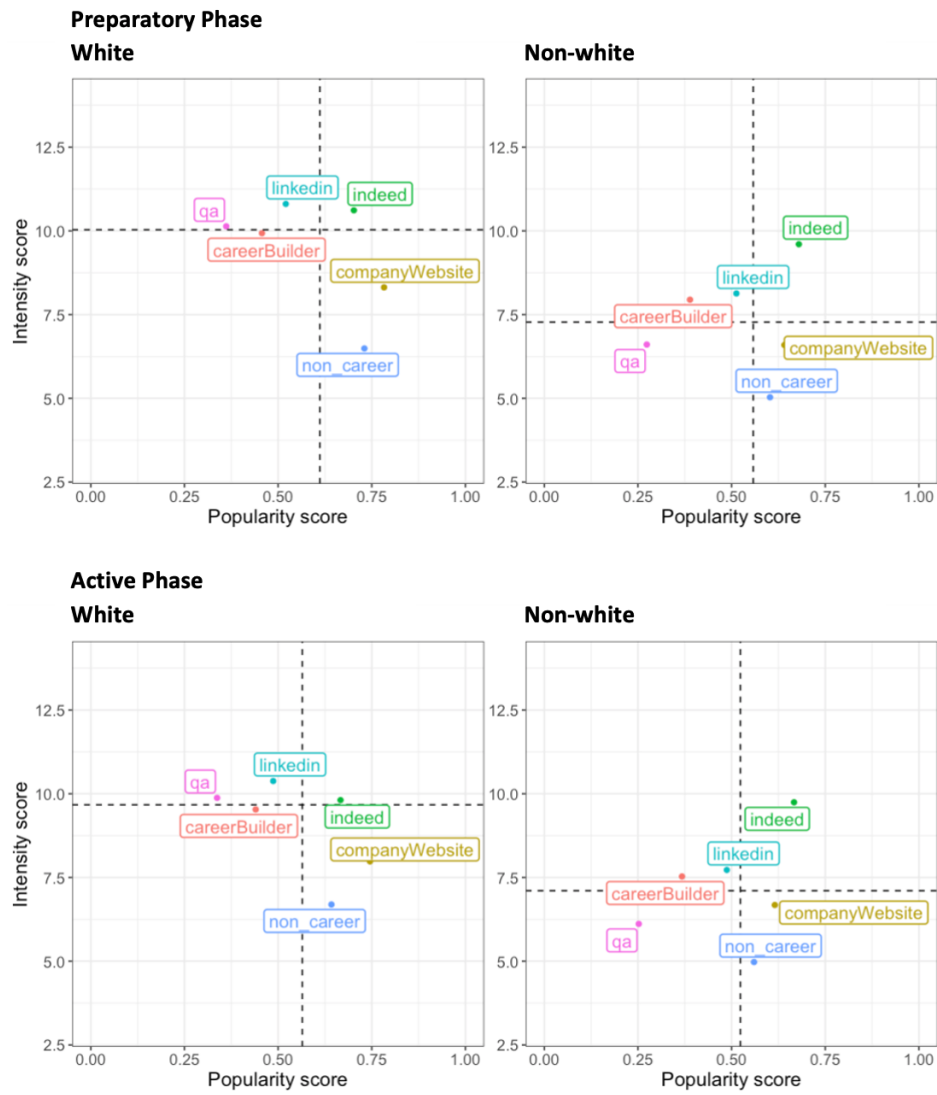 Preparatory Phase
White
Non-white
Intensity score
12.5
10.0
7.5
5.0
2.5
linkedin
indeed
qa
careerBuilder
companyWebsite
non_career
0.00 0.25 0.50 0.75 1.00
Popularity score
12.5
10.0
7.5
5.0
2.5
indeed
linkedin
careerBuilder
companyWebsite
qa
non_career
0.00 0.25 0.50 0.75 1.00
Popularity score
Active Phase
White
Non-white
Intensity score
12.5
10.0
7.5
5.0
2.5
linkedin
qa
indeed
careerBuilder
companyWebsite
non_career
0.00 0.25 0.50 0.75 1.00
Popularity score
12.5
10.0
7.5
5.0
2.5
indeed
linkedin
careerBuilder
companyWebsite
qa
non_career
0.00 0.25 0.50 0.75 1.00
Popularity score